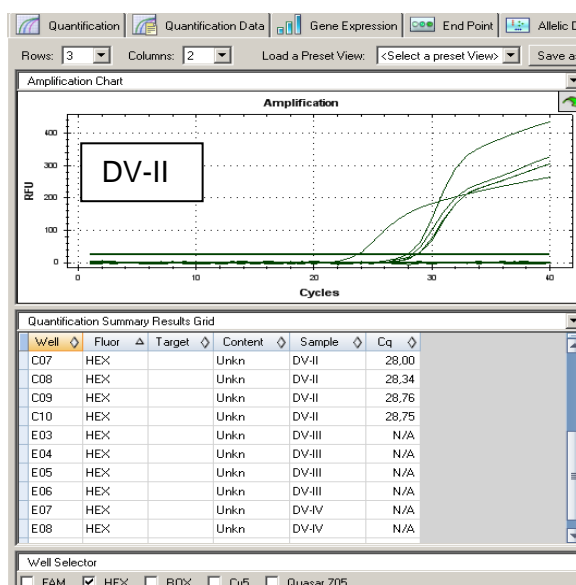 Quantification Quantification Data Gene Expression End Point Allelic D
Rows: 3 Columns: 2 Load a Preset View: <Select a preset View> Save as
Amplification Chart
Amplification
DV-II
RFU
400
300
200
100
0
0 10 20 30 40
Cycles
Quantification Summary Results Grid
Well Fluor Target Content Sample Cq
C07 HEX Unkn DV-II 28,00
C08 HEX Unkn DV-II 28,34
C09 HEX Unkn DV-II 28,76
C10 HEX Unkn DV-II 28,75
E03 HEX Unkn DV-III N/A
E04 HEX Unkn DV-III N/A
E05 HEX Unkn DV-III N/A
E06 HEX Unkn DV-III N/A
E07 HEX Unkn DV-IV N/A
E08 HEX Unkn DV-IV N/A
Well Selector
FAM HEX ROX Cy5 Quasar 705